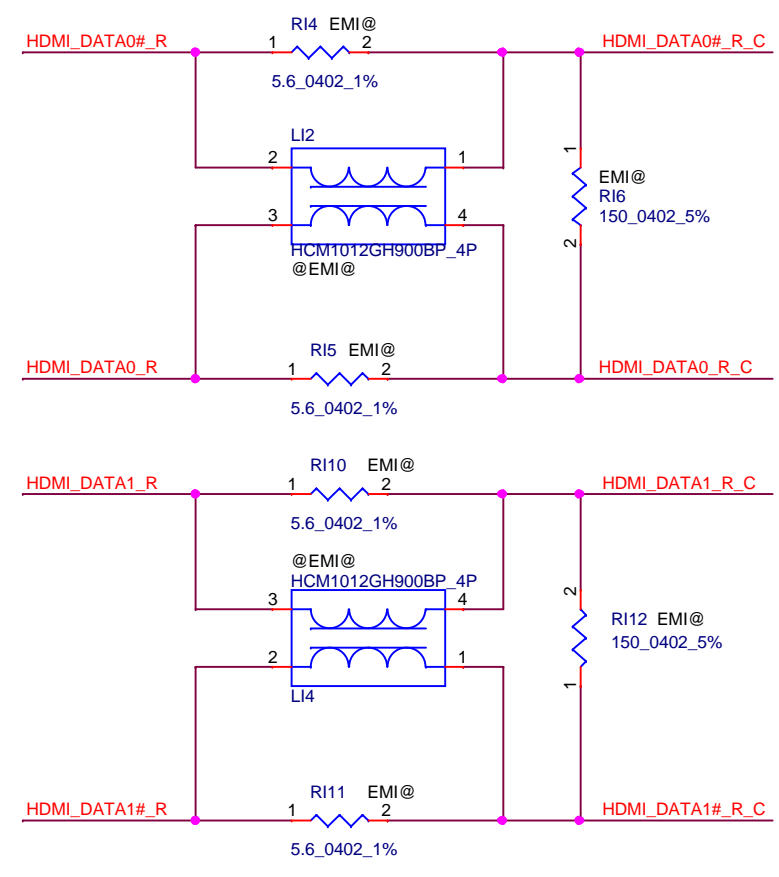 RI4 EMI@
HDMI_DATA0#_R 1 2 HDMI_DATA0#_R_C
5.6_0402_1%
LI2
2 1
1
EMI@
RI6
150_0402_5%
3 4
2
HCM1012GH900BP_4P
@EMI@
RI5 EMI@
HDMI_DATA0_R 1 2 HDMI_DATA0_R_C
5.6_0402_1%
RI10 EMI@
HDMI_DATA1_R 1 2 HDMI_DATA1_R_C
5.6_0402_1%
@EMI@
HCM1012GH900BP_4P
3 4
2
RI12 EMI@
150_0402_5%
2 1
1
LI4
RI11 EMI@
HDMI_DATA1#_R 1 2 HDMI_DATA1#_R_C
5.6_0402_1%